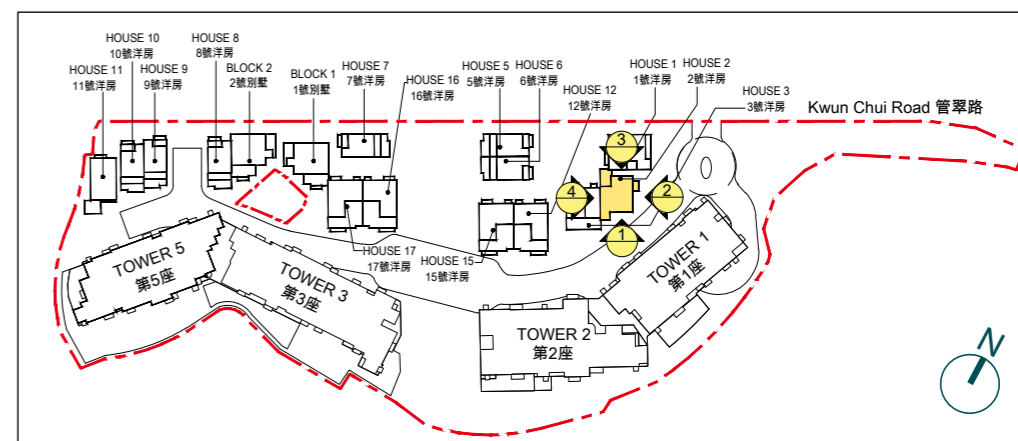 HOUSE 10
10號洋房
HOUSE 8
8號洋房
HOUSE 11
11號洋房
HOUSE 9
9號洋房
BLOCK 2
2號別墅
BLOCK 1
1號別墅
HOUSE 7
7號洋房
HOUSE 16
16號洋房
HOUSE 5
5號洋房
HOUSE 6
6號洋房
HOUSE 12
12號洋房
HOUSE 1
1號洋房
HOUSE 2
2號洋房
HOUSE 3
3號洋房
Kwun Chui Road 管翠路
3
4
2
1
HOUSE 17
17號洋房
HOUSE 15
15號洋房
TOWER 5
第5座
TOWER 3
第3座
TOWER 2
第2座
TOWER 1
第1座
N